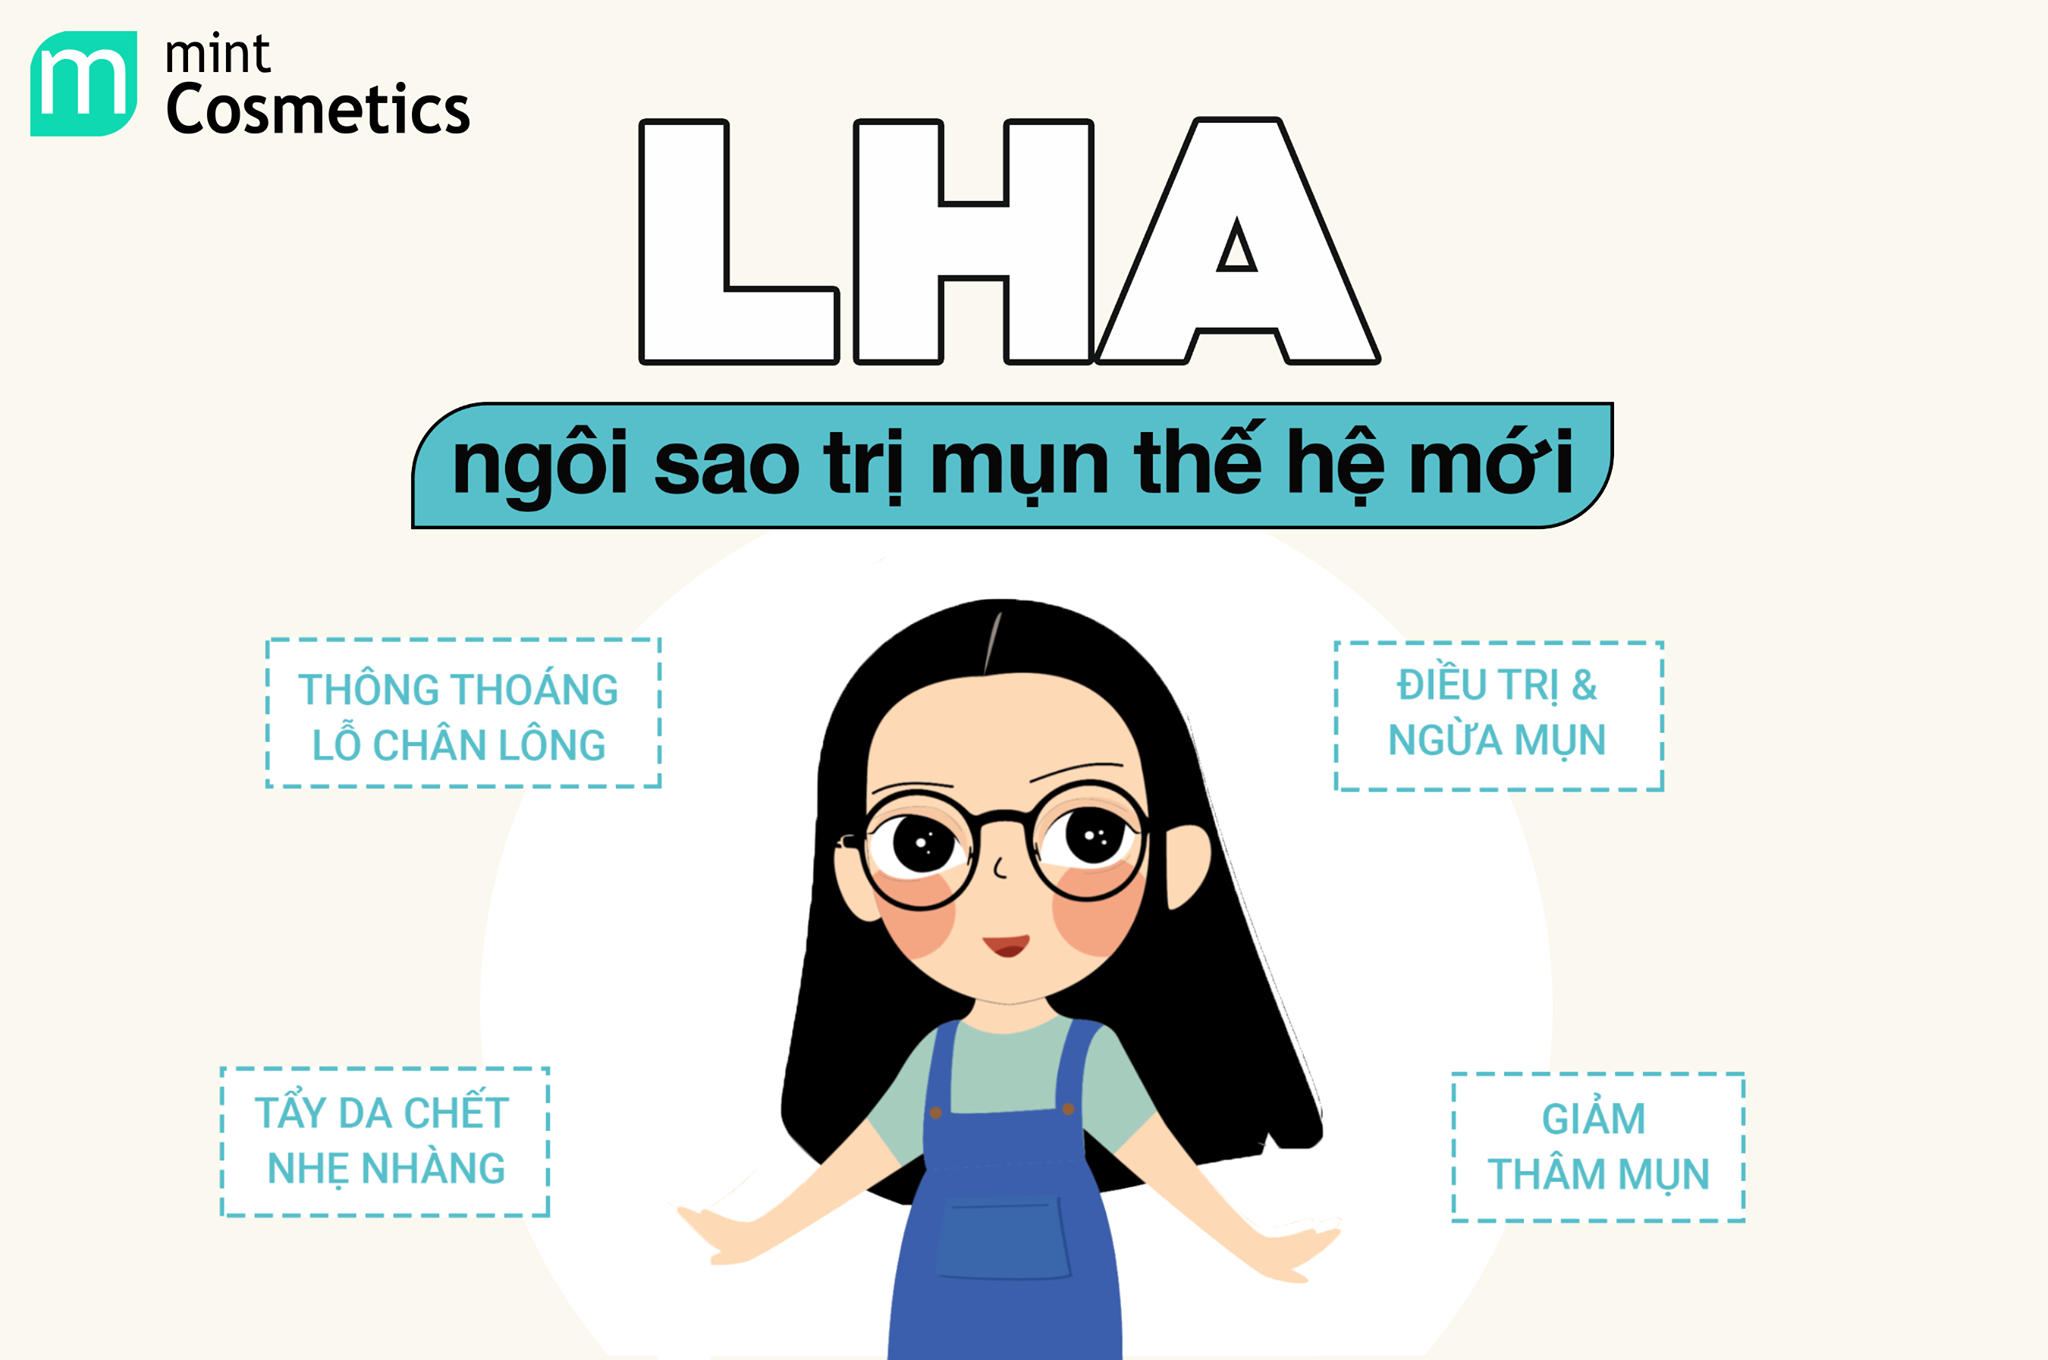 m
mint
Cosmetics
LHA
ngôi sao trị mụn thế hệ mới
THÔNG THOÁNG
LỖ CHÂN LÔNG
ĐIỀU TRỊ &
NGỪA MỤN
TẨY DA CHẾT
NHẸ NHÀNG
GIẢM
THÂM MỤN